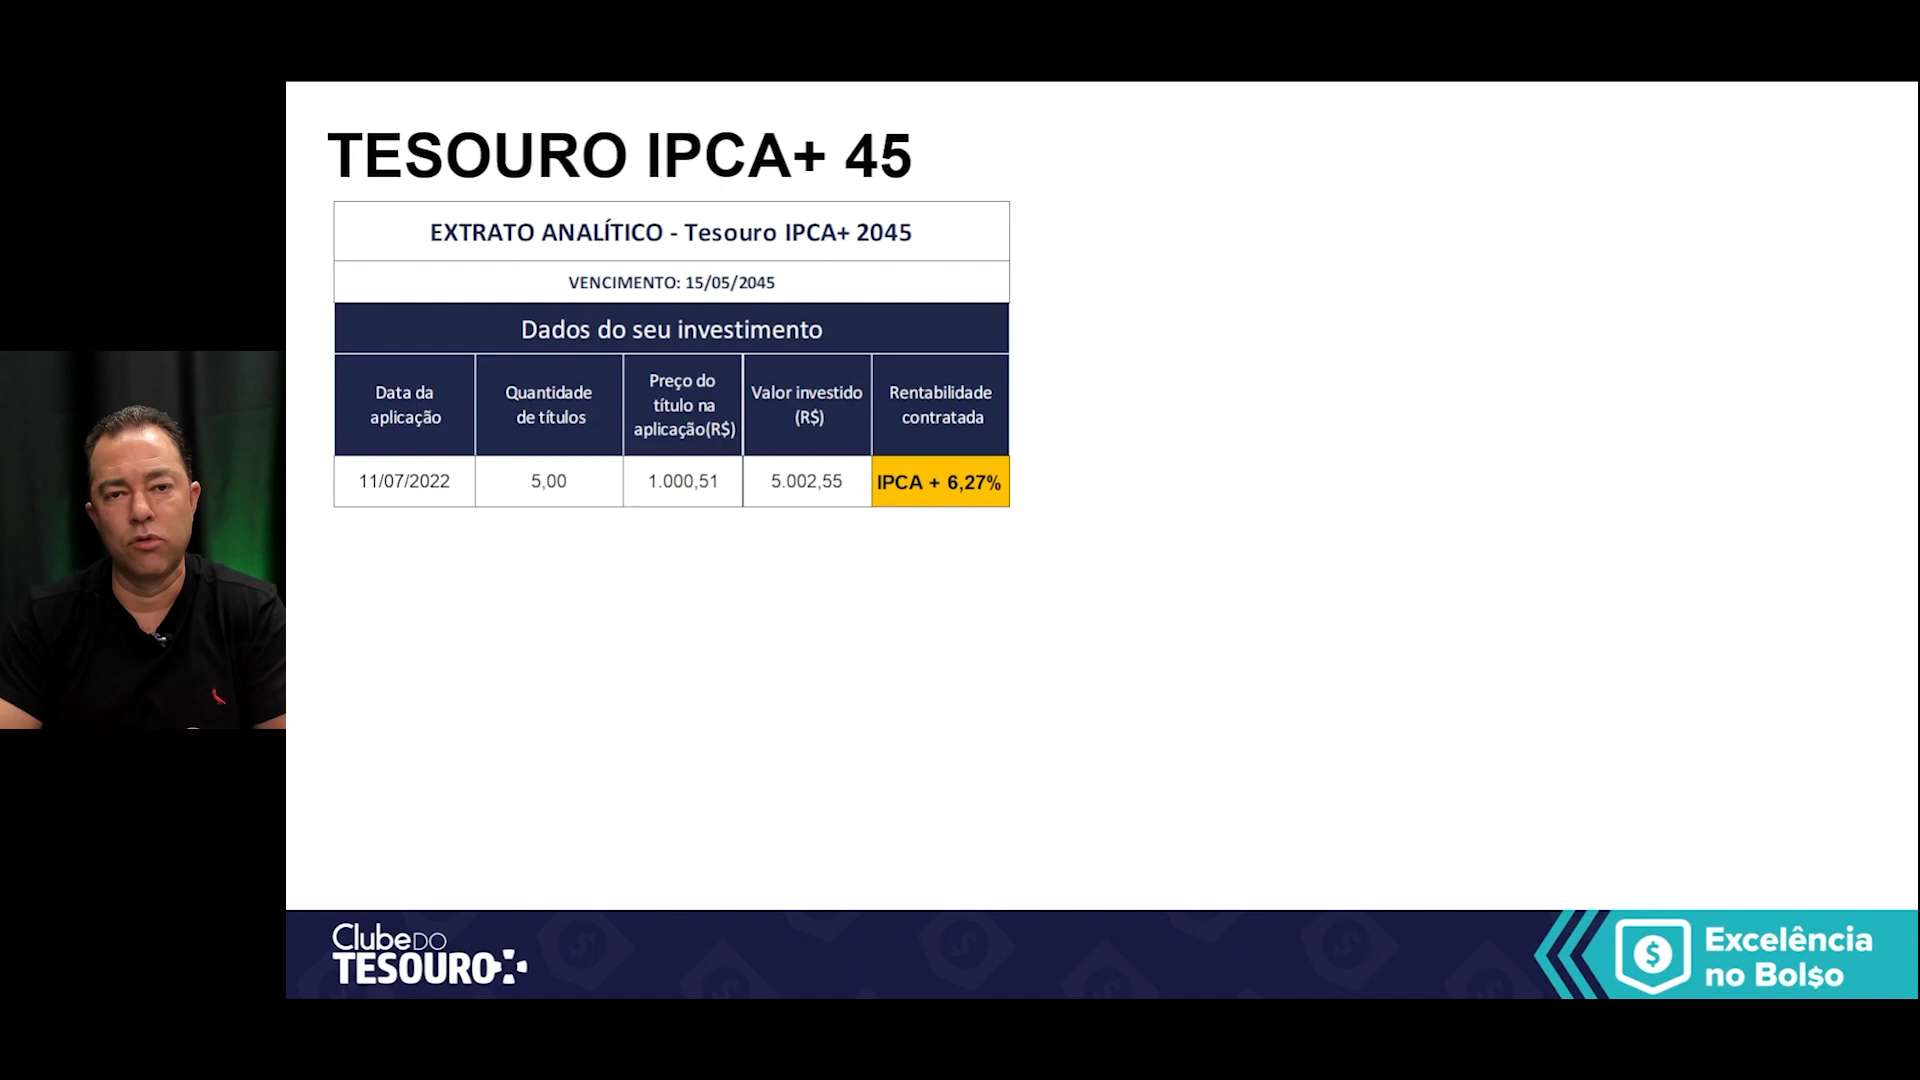 TESOURO IPCA+ 45
EXTRATO ANALÍTICO - Tesouro IPCA+ 2045
VENCIMENTO: 15/05/2045
Dados do seu investimento
Data da
aplicação
Quantidade
de títulos
Preço do
título na
aplicação(R$)
Valor investido
(R$)
Rentabilidade
contratada
11/07/2022
5,00
1.000,51
5.002,55
IPCA + 6,27%
Clube DO
TESOURO
Excelência
no Bol$o